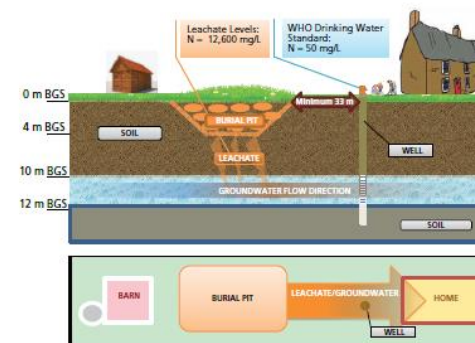 Leachate Levels:
N = 12,600 mg/L
WHO Drinking Water
Standard:
N = 50 mg/L
0 m BGS
Minimum 33 m
BURIAL PIT
4 m BGS
SOIL
WELL
LEACHATE
10 m BGS
GROUNDWATER FLOW DIRECTION
12 m BGS
SOIL
BARN
BURIAL PIT
LEACHATE/GROUNDWATER
HOME
WELL